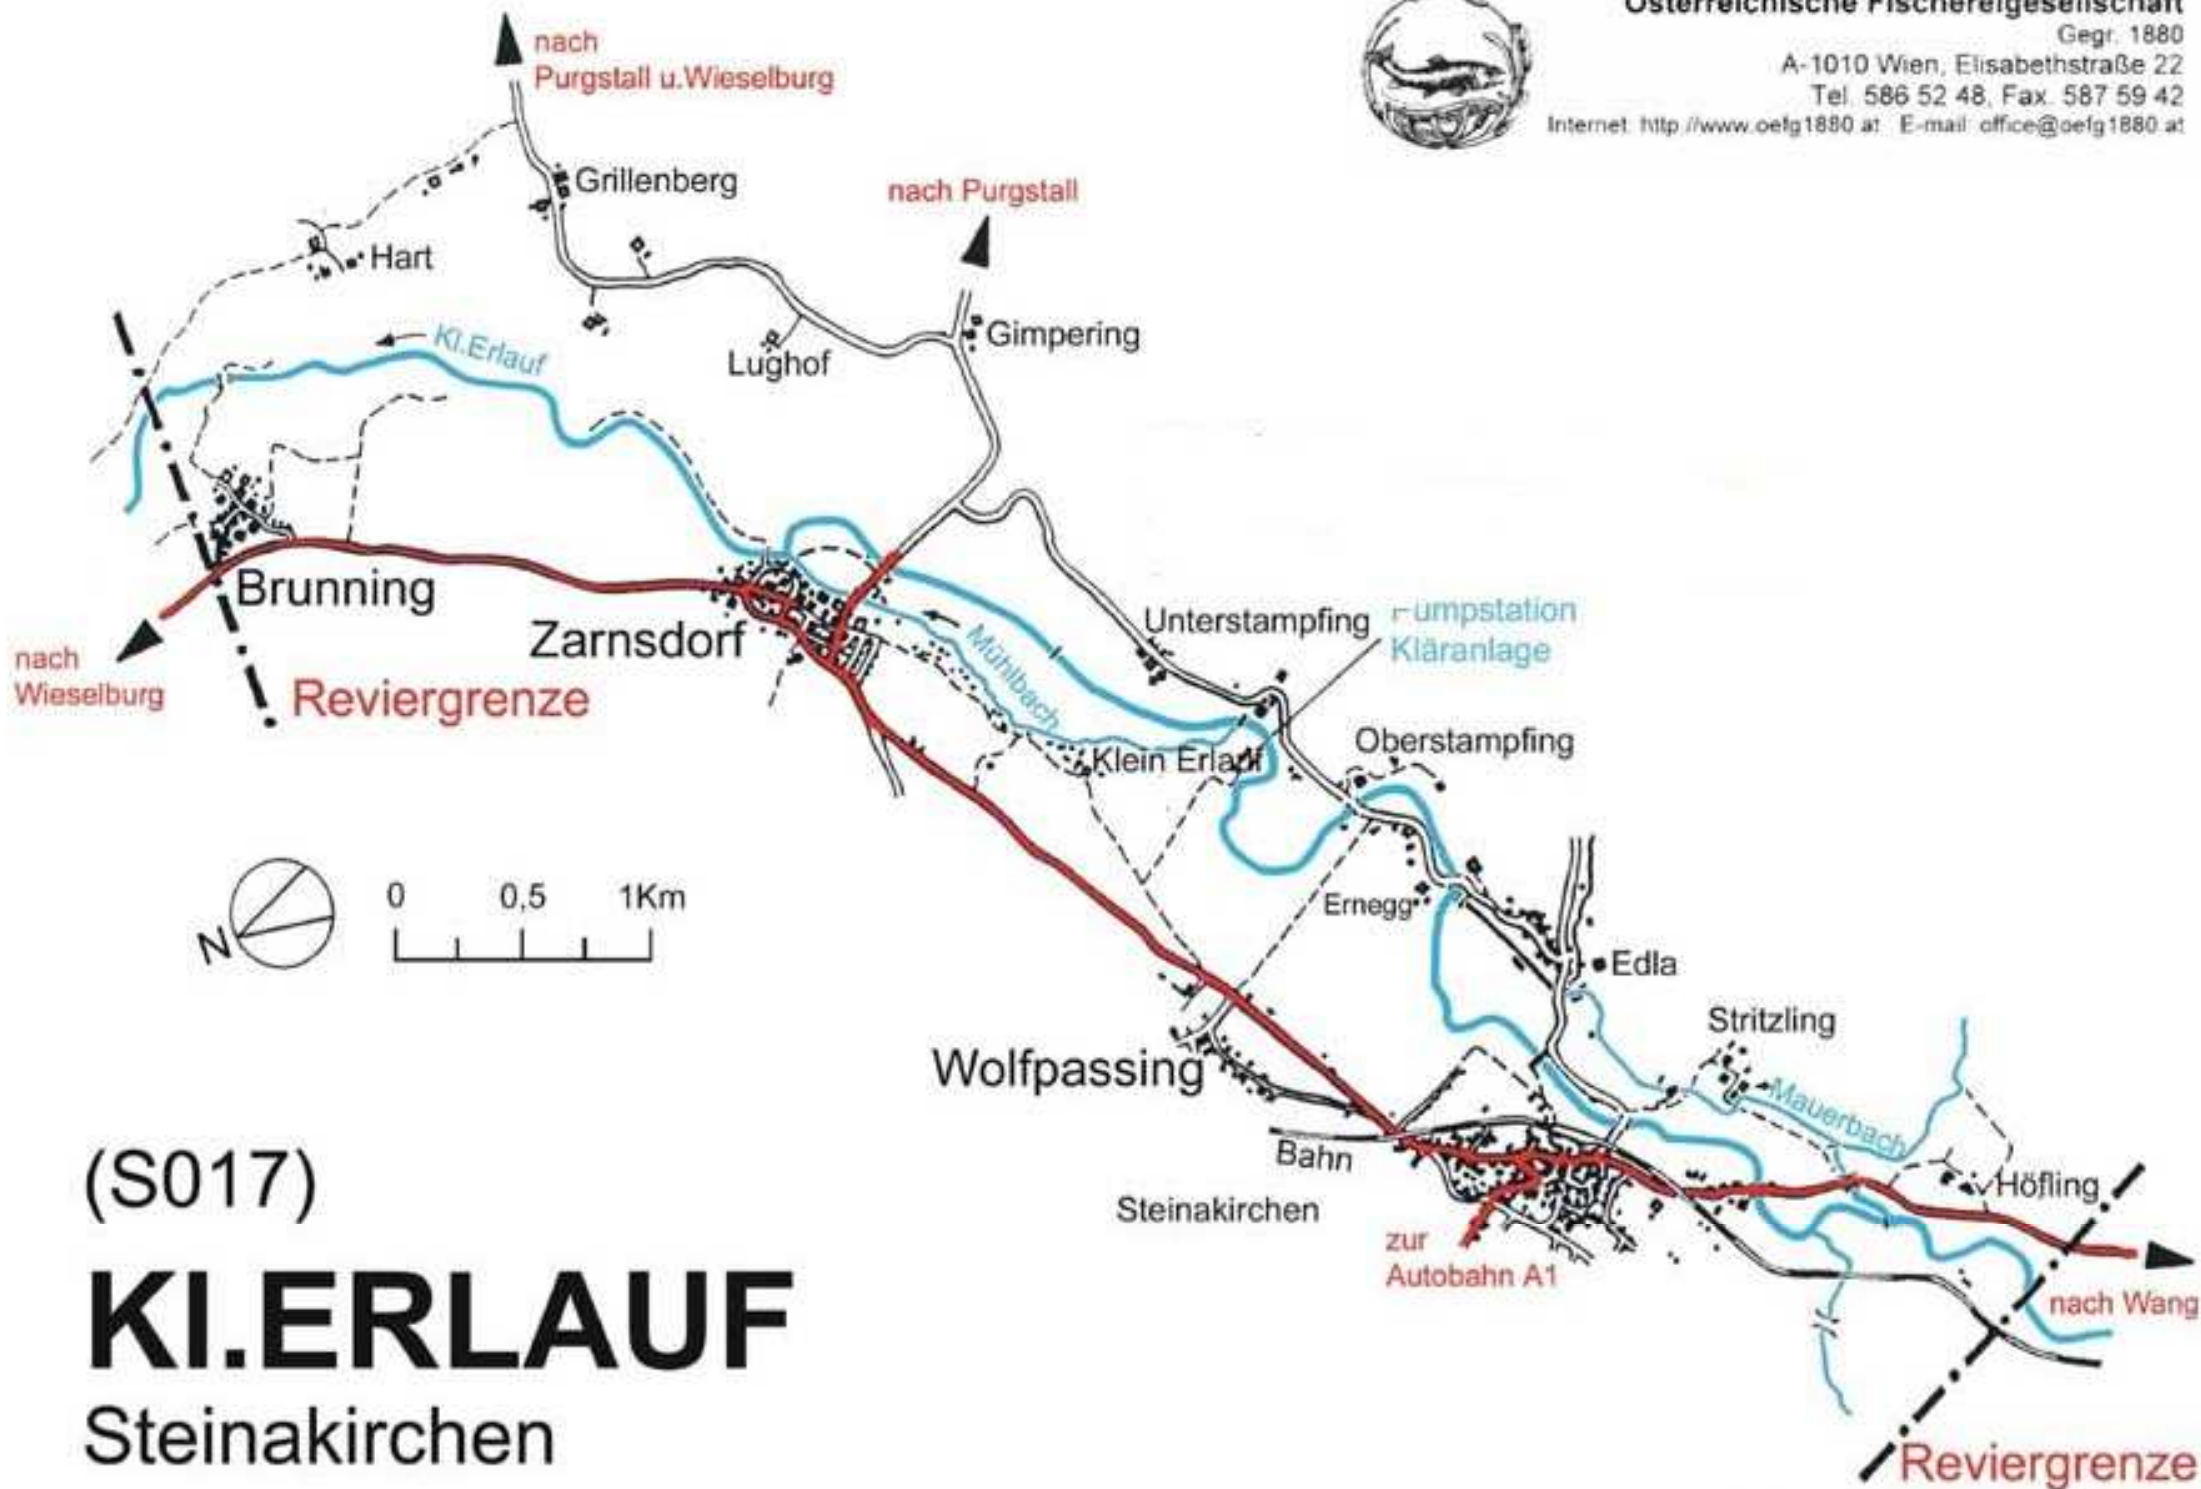 Österreichische Fischereigesellschaft
Gegr. 1880
A-1010 Wien, Elisabethstraße 22
Tel. 586 52 48, Fax. 587 59 42
Internet: http://www.oefg1880.at E-mail: office@oefg1880.at
nach
Purgstall u.Wieselburg
Grillenberg
nach Purgstall
Hart
Kl.Erlauf
Lughof
Gimpering
Brunning
Zarnsdorf
nach
Wieselburg
Reviergrenze
Mühlbach
Unterstampfing
Pumpstation
Kläranlage
Klein Erlauf
Oberstampfing
N
0 0,5 1Km
Ernegg
Edla
Stritzling
Wolfpassing
Mauerbach
Bahn
Höfling
Steinakirchen
zur
Autobahn A1
nach Wang
Reviergrenze
(S017)
Kl.ERLAUF
Steinakirchen